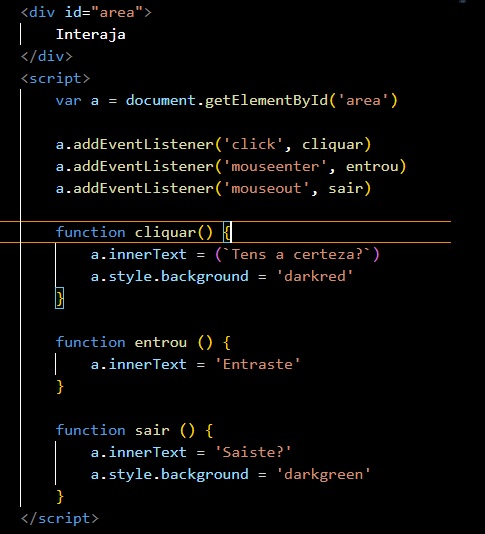 <div id="area">
    Interaja
</div>
<script>
    var a = document.getElementById('area')

    a.addEventListener('click', cliquar)
    a.addEventListener('mouseenter', entrou)
    a.addEventListener('mouseout', sair)

    function cliquar() {
        a.innerText = (`Tens a certeza?`)
        a.style.background = 'darkred'
    }

    function entrou () {
        a.innerText = 'Entraste'
    }

    function sair () {
        a.innerText = 'Saiste?'
        a.style.background = 'darkgreen'
    }
</script>